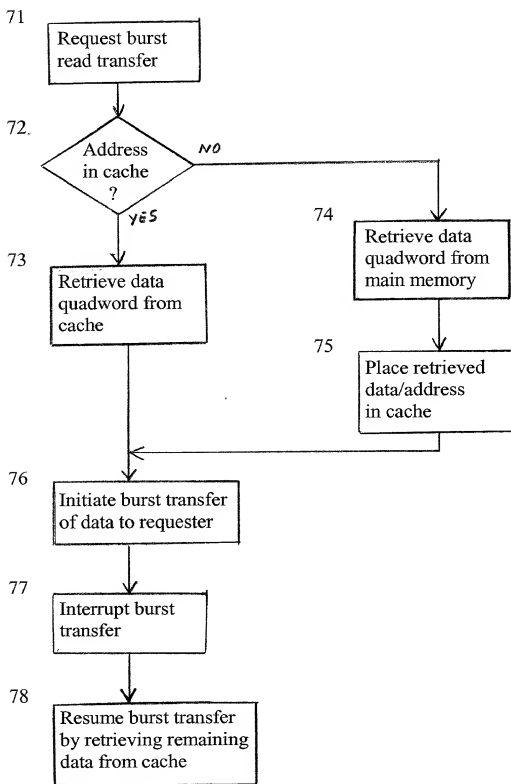 71
Request burst
read transfer
72.
Address
in cache
?
NO
YES
73
Retrieve data
quadword from
cache
74
Retrieve data
quadword from
main memory
75
Place retrieved
data/address
in cache
76
Initiate burst transfer
of data to requester
77
Interrupt burst
transfer
78
Resume burst transfer
by retrieving remaining
data from cache